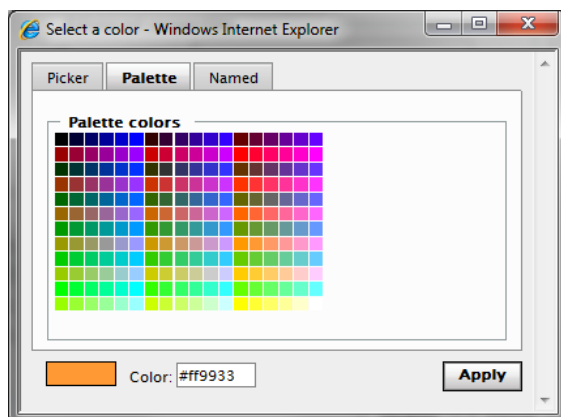 Select a color - Windows Internet Explorer
Picker Palette Named
Palette colors
Color: #ff9933 Apply